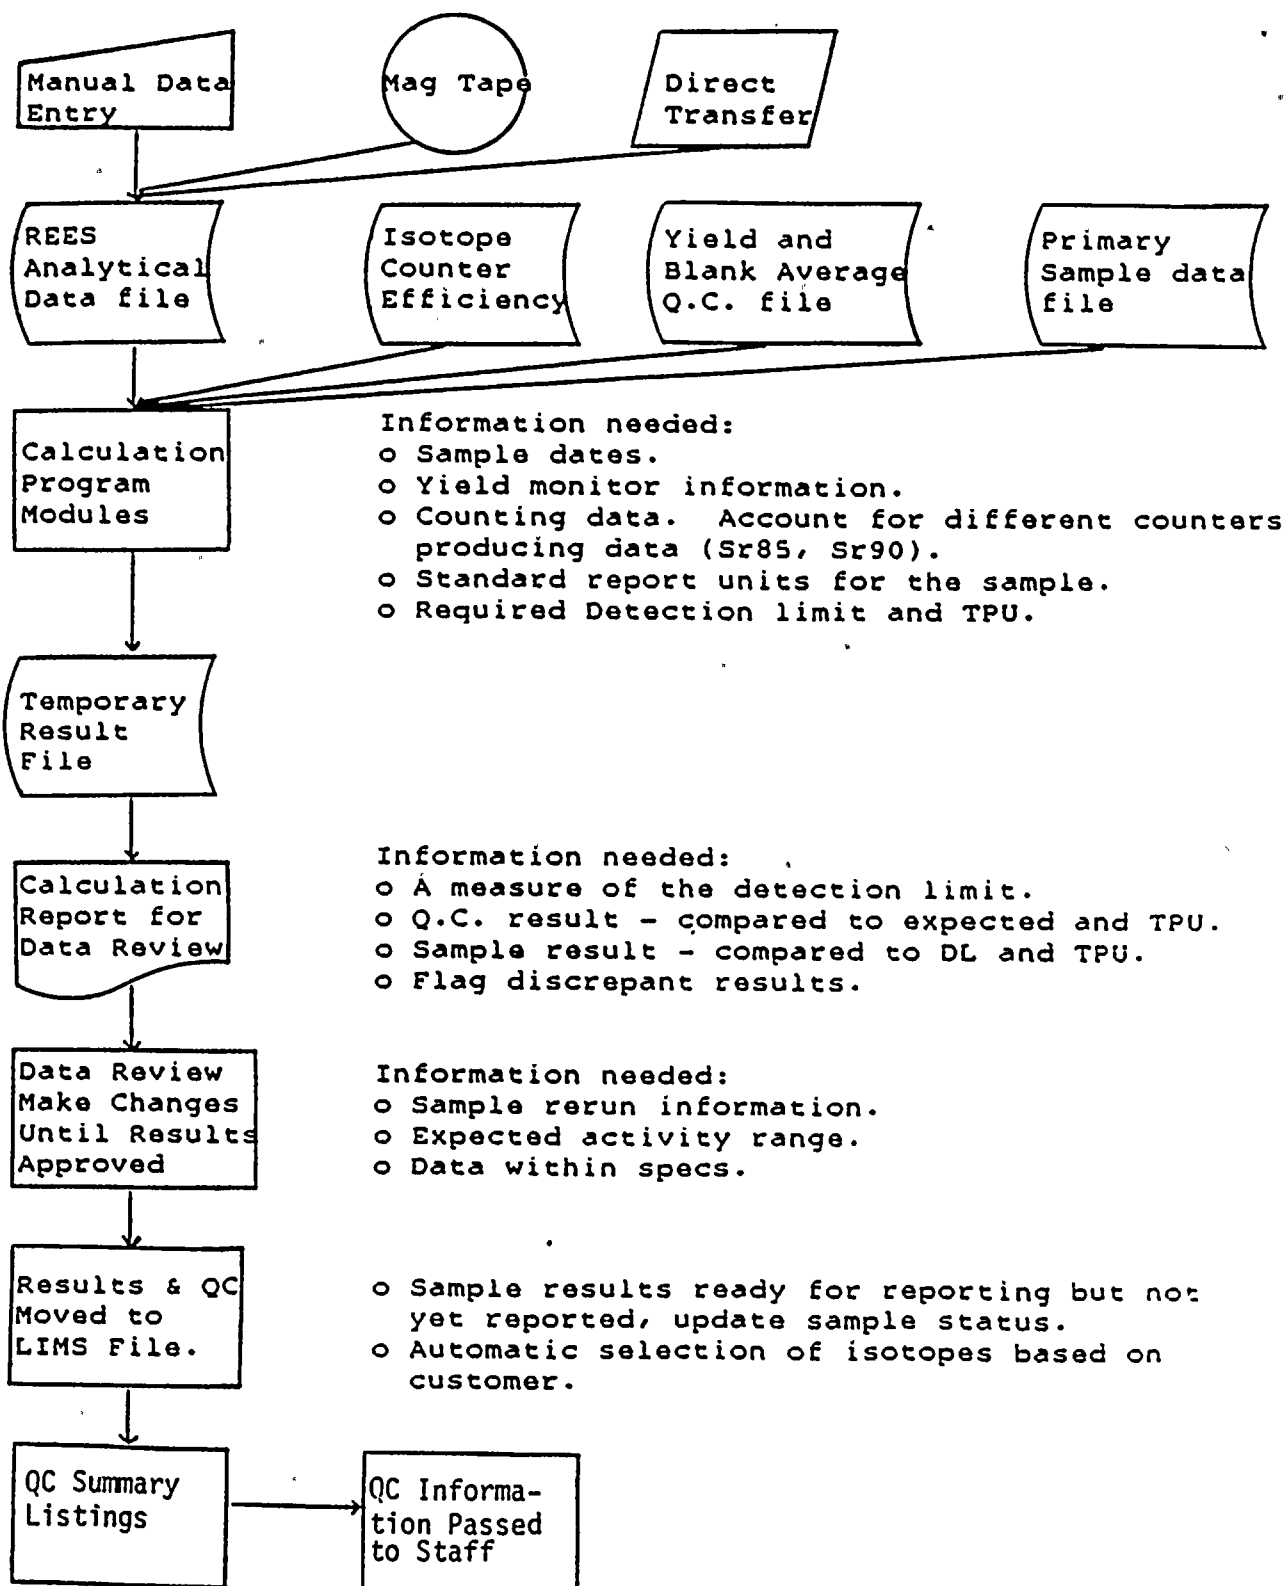 Manual Data
Entry
Mag Tape
Direct
Transfer
REES
Analytical
Data file
Isotope
Counter
Efficiency
Yield and
Blank Average
Q.C. file
Primary
Sample data
file
Calculation
Program
Modules
Information needed:
o Sample dates.
o Yield monitor information.
o Counting data.  Account for different counters
producing data (Sr85, Sr90).
o Standard report units for the sample.
o Required Detection limit and TPU.
Temporary
Result
File
Calculation
Report for
Data Review
Information needed:
o A measure of the detection limit.
o Q.C. result - compared to expected and TPU.
o Sample result - compared to DL and TPU.
o Flag discrepant results.
Data Review
Make Changes
Until Results
Approved
Information needed:
o Sample rerun information.
o Expected activity range.
o Data within specs.
Results & QC
Moved to
LIMS File.
o Sample results ready for reporting but not
yet reported, update sample status.
o Automatic selection of isotopes based on
customer.
QC Summary
Listings
QC Informa-
tion Passed
to Staff